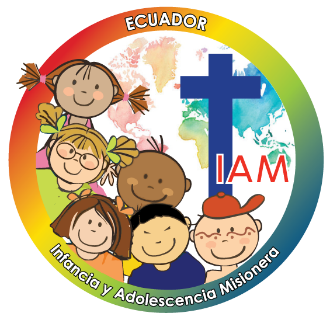 ECUADOR
IAM
Infancia y Adolescencia Misionera